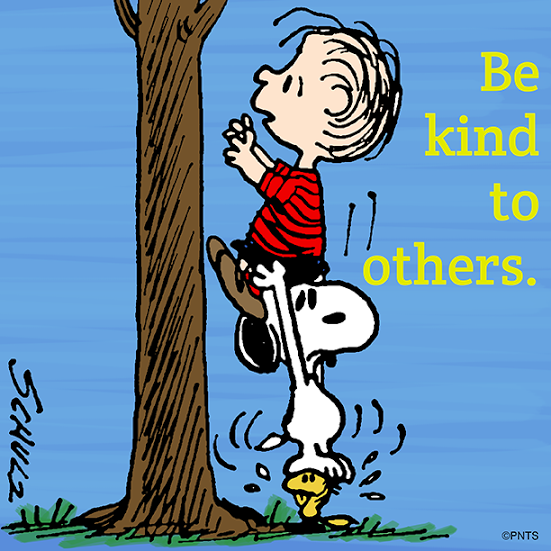 Be
kind
to
others.
SCHULZ
©PNTS